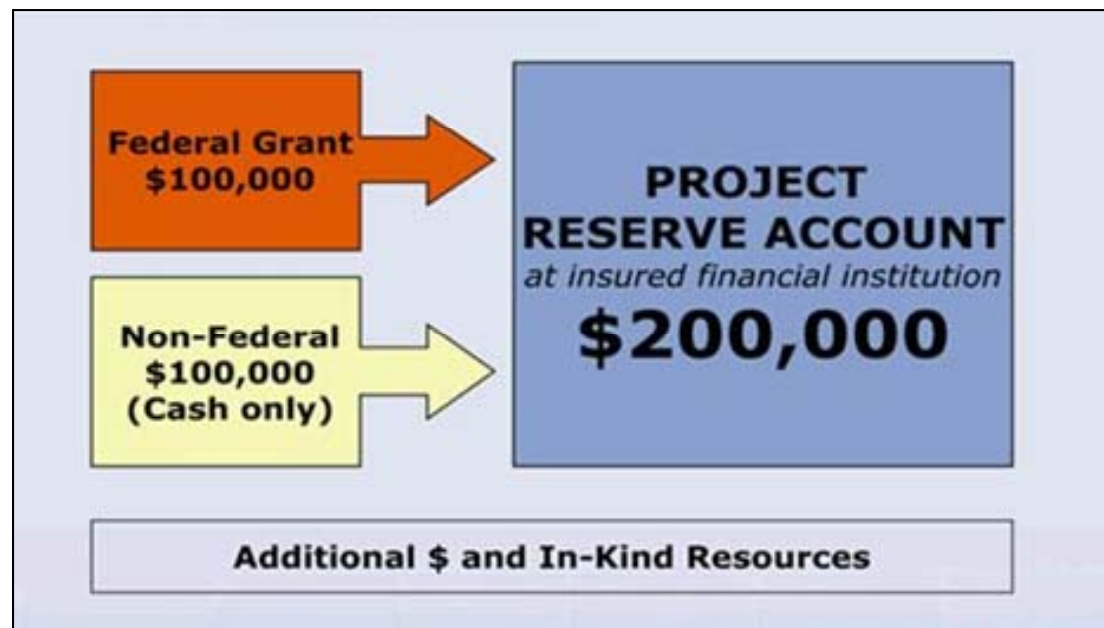 Federal Grant
$100,000
Non-Federal
$100,000
(Cash only)
PROJECT
RESERVE ACCOUNT
at insured financial institution
$200,000
Additional $ and In-Kind Resources